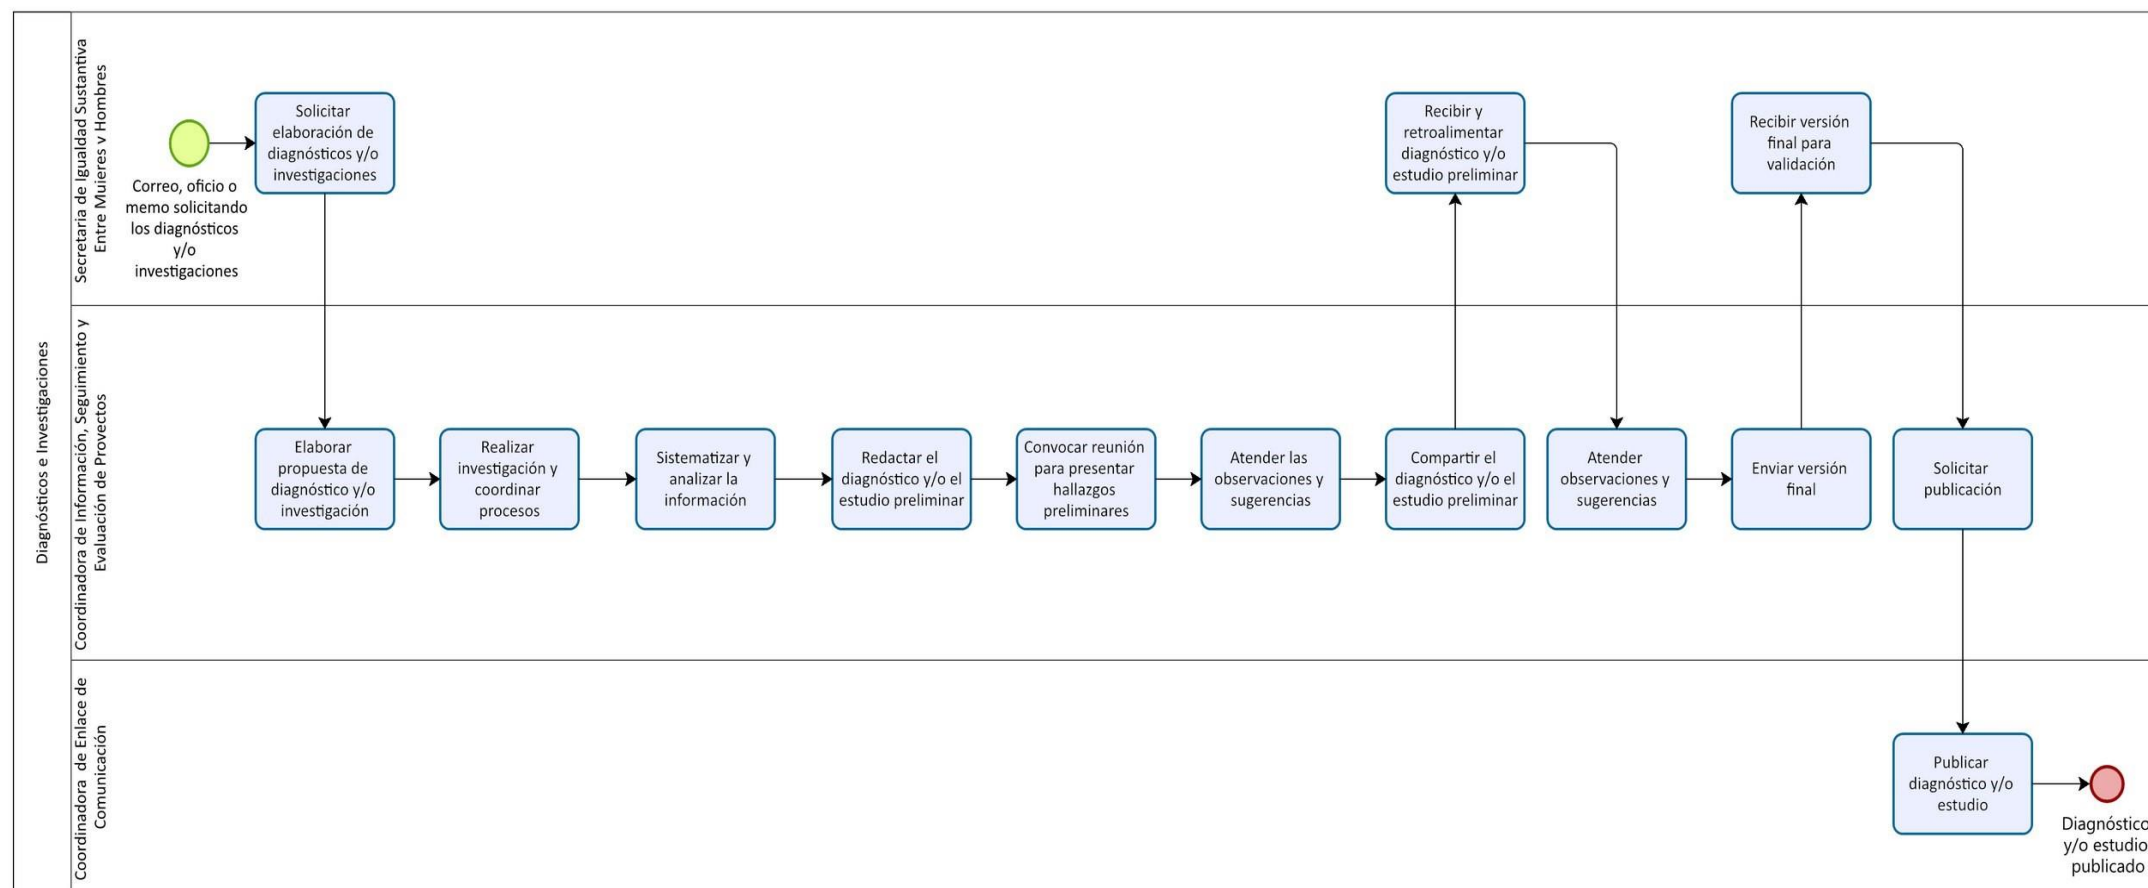 Diagnósticos e Investigaciones
Secretaria de Igualdad Sustantiva
Entre Mujeres y Hombres
Correo, oficio o
memo solicitando
los diagnósticos
y/o
investigaciones
Solicitar
elaboración de
diagnósticos y/o
investigaciones
Recibir y
retroalimentar
diagnóstico y/o
estudio preliminar
Recibir versión
final para
validación
Coordinadora de Información, Seguimiento y
Evaluación de Proyectos
Elaborar
propuesta de
diagnóstico y/o
investigación
Realizar
investigación y
coordinar
procesos
Sistematizar y
analizar la
información
Redactar el
diagnóstico y/o el
estudio preliminar
Convocar reunión
para presentar
hallazgos
preliminares
Atender las
observaciones y
sugerencias
Compartir el
diagnóstico y/o el
estudio preliminar
Atender
observaciones y
sugerencias
Enviar versión
final
Solicitar
publicación
Coordinadora de Enlace de
Comunicación
Publicar
diagnóstico y/o
estudio
Diagnóstico
y/o estudio
publicado